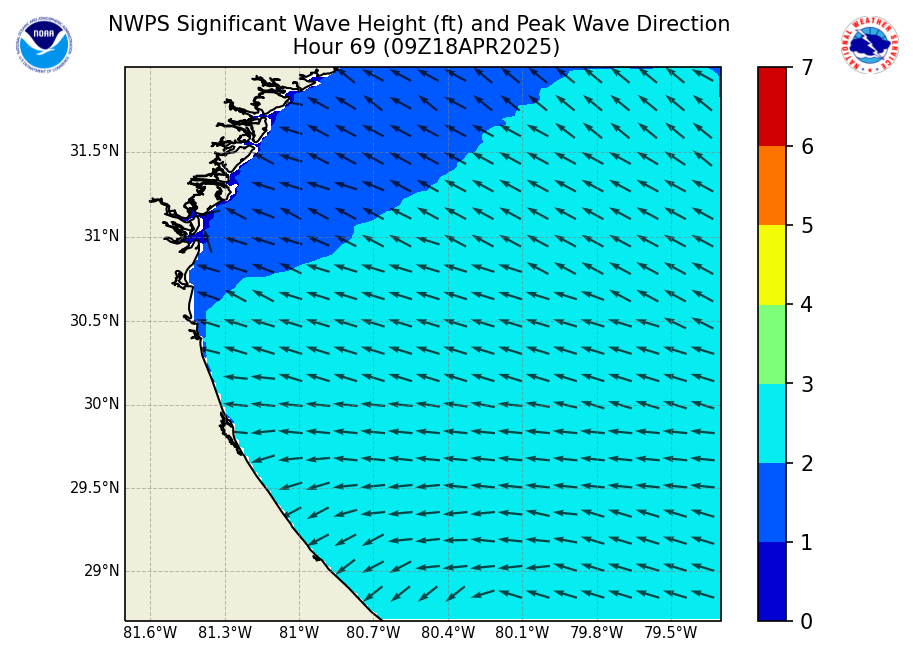 NWPS Significant Wave Height (ft) and Peak Wave Direction
Hour 69 (09Z18APR2025)
NOAA
NATIONAL WEATHER SERVICE
31.5°N
31°N
30.5°N
30°N
29.5°N
29°N
81.6°W 81.3°W 81°W 80.7°W 80.4°W 80.1°W 79.8°W 79.5°W
7
6
5
4
3
2
1
0